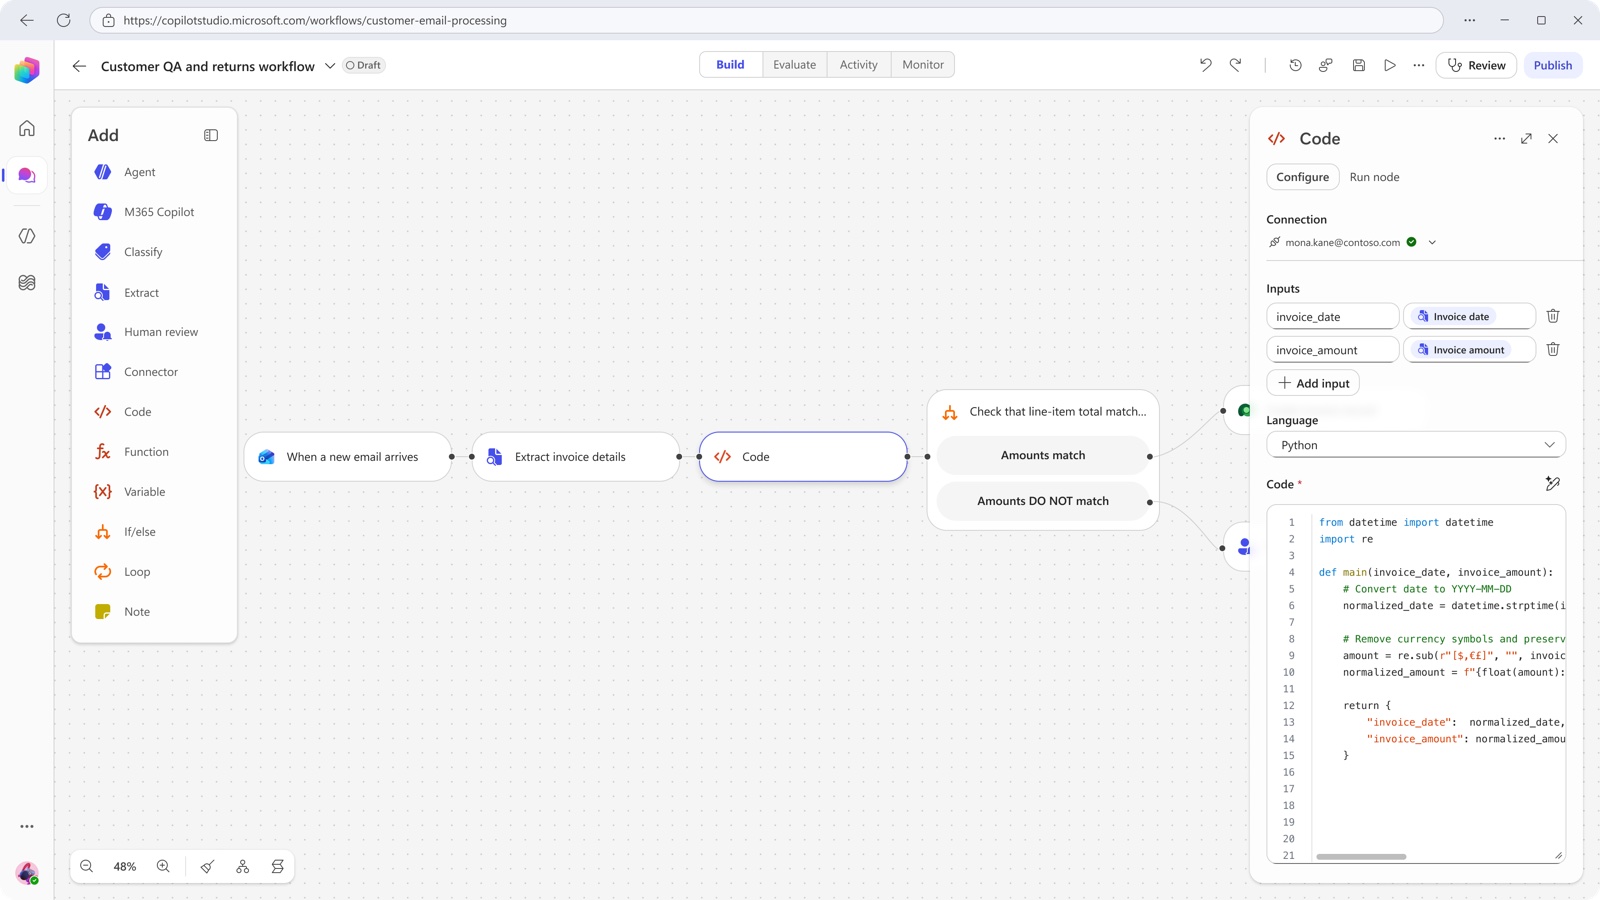 https://copilotstudio.microsoft.com/workflows/customer-email-processing
Customer QA and returns workflow
Draft
Build
Evaluate
Activity
Monitor
Review
Publish
Add
Agent
M365 Copilot
Classify
Extract
Human review
Connector
Code
Function
Variable
If/else
Loop
Note
When a new email arrives
Extract invoice details
Code
Check that line-item total match...
Amounts match
Amounts DO NOT match
48%
Code
Configure
Run node
Connection
mona.kane@contoso.com
Inputs
invoice_date
Invoice date
invoice_amount
Invoice amount
Add input
Language
Python
Code *
1 from datetime import datetime
2 import re
3
4 def main(invoice_date, invoice_amount):
5 # Convert date to YYYY-MM-DD
6 normalized_date = datetime.strptime(i
7
8 # Remove currency symbols and preserv
9 amount = re.sub(r"[$,€£]", "", invoic
10 normalized_amount = f"{float(amount):
11
12 return {
13 "invoice_date": normalized_date,
14 "invoice_amount": normalized_amou
15 }
16
17
18
19
20
21